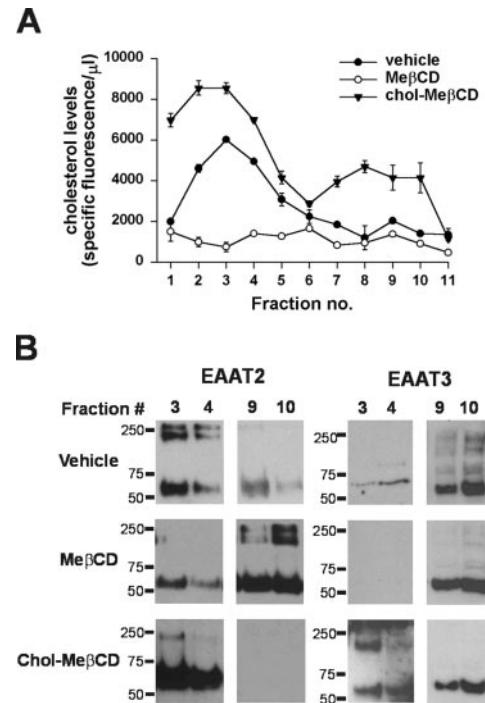 A
vehicle
MeβCD
chol-MeβCD
cholesterol levels
(specific fluorescence/μl)
10000
8000
6000
4000
2000
0
1 2 3 4 5 6 7 8 9 10 11
Fraction no.
B
EAAT2 EAAT3
Fraction # 3 4 9 10 3 4 9 10
Vehicle
250
75
50
250
75
50
MeβCD
250
75
50
250
75
50
Chol-MeβCD
250
75
50
250
75
50